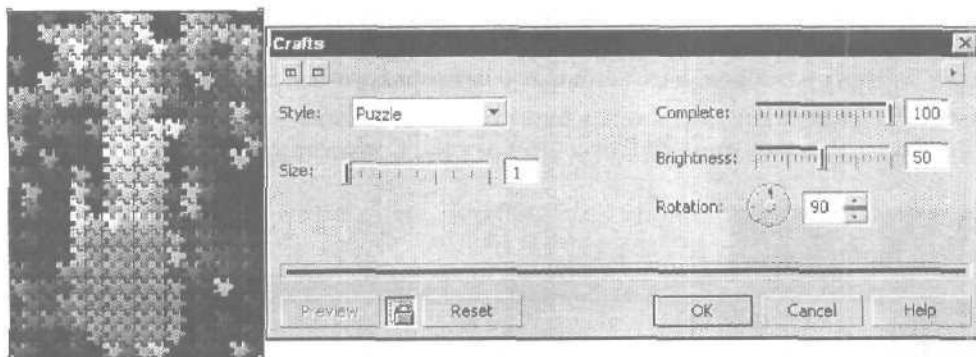 Crafts
Style: Puzzle
Complete: 100
Size: 1
Brightness: 50
Rotation: 90
Preview
Reset
OK
Cancel
Help